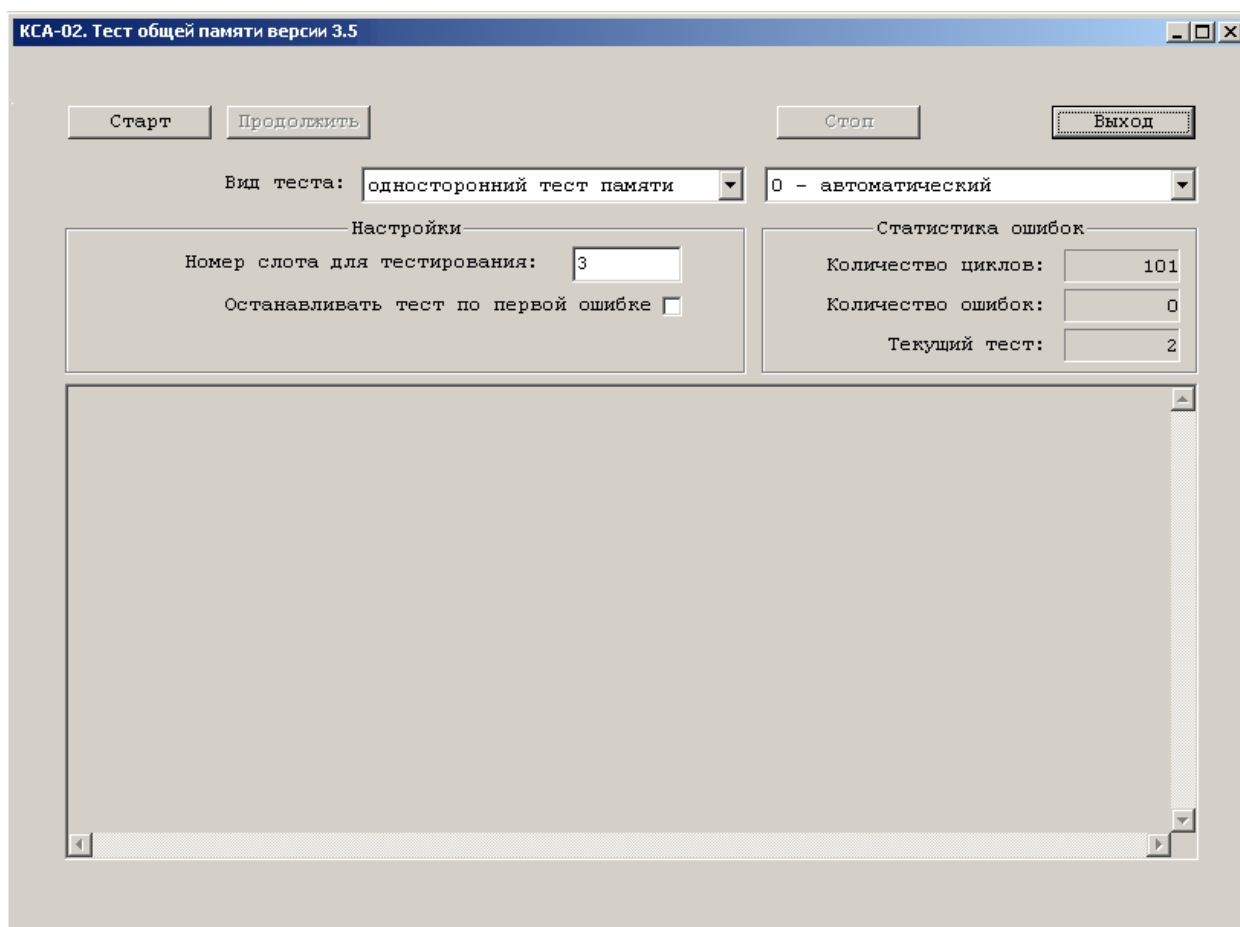 КСА-02. Тест общей памяти версии 3.5
Старт Продолжить Стоп Выход
Вид теста: односторонний тест памяти 0 - автоматический
Настройки Статистика ошибок
Номер слота для тестирования: 3 Количество циклов: 101
Останавливать тест по первой ошибке Количество ошибок: 0
Текущий тест: 2